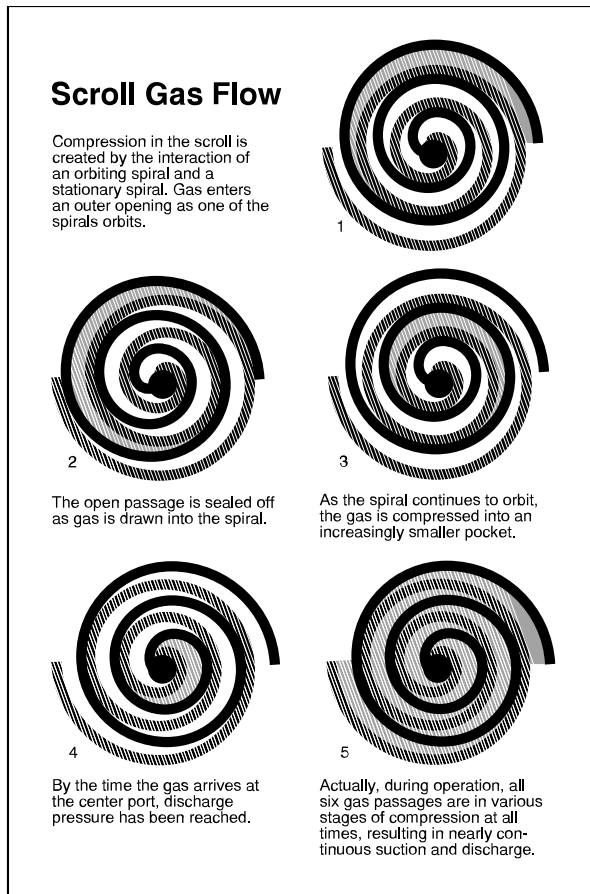 Scroll Gas Flow
Compression in the scroll is
created by the interaction of
an orbiting spiral and a
stationary spiral. Gas enters
an outer opening as one of the
spirals orbits.
1
2
The open passage is sealed off
as gas is drawn into the spiral.
3
As the spiral continues to orbit,
the gas is compressed into an
increasingly smaller pocket.
4
By the time the gas arrives at
the center port, discharge
pressure has been reached.
5
Actually, during operation, all
six gas passages are in various
stages of compression at all
times, resulting in nearly con-
tinuous suction and discharge.